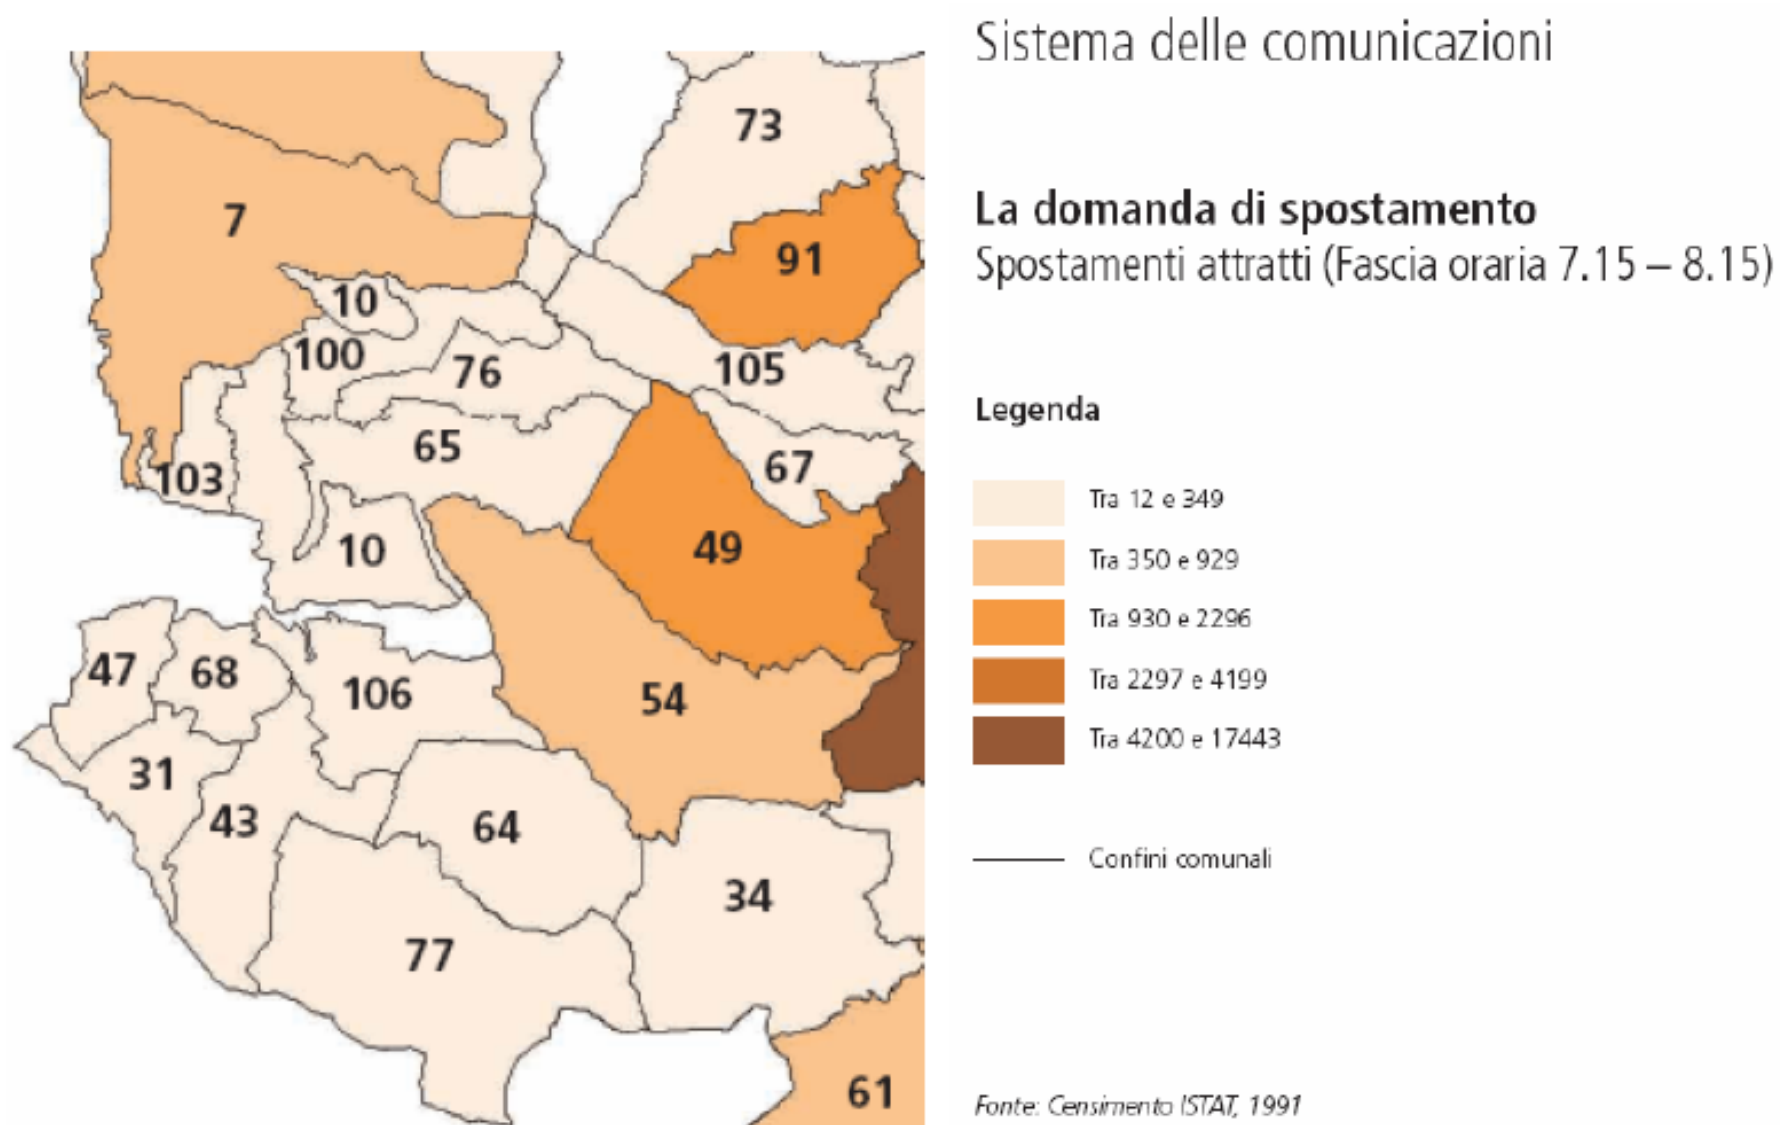 Sistema delle comunicazioni
La domanda di spostamento
Spostamenti attratti (Fascia oraria 7.15 – 8.15)
Legenda
Tra 12 e 349
Tra 350 e 929
Tra 930 e 2296
Tra 2297 e 4199
Tra 4200 e 17443
Confini comunali
Fonte: Censimento ISTAT, 1991
73
7
91
10
100
76
105
65
67
103
10
49
47
68
106
54
31
43
64
34
77
61